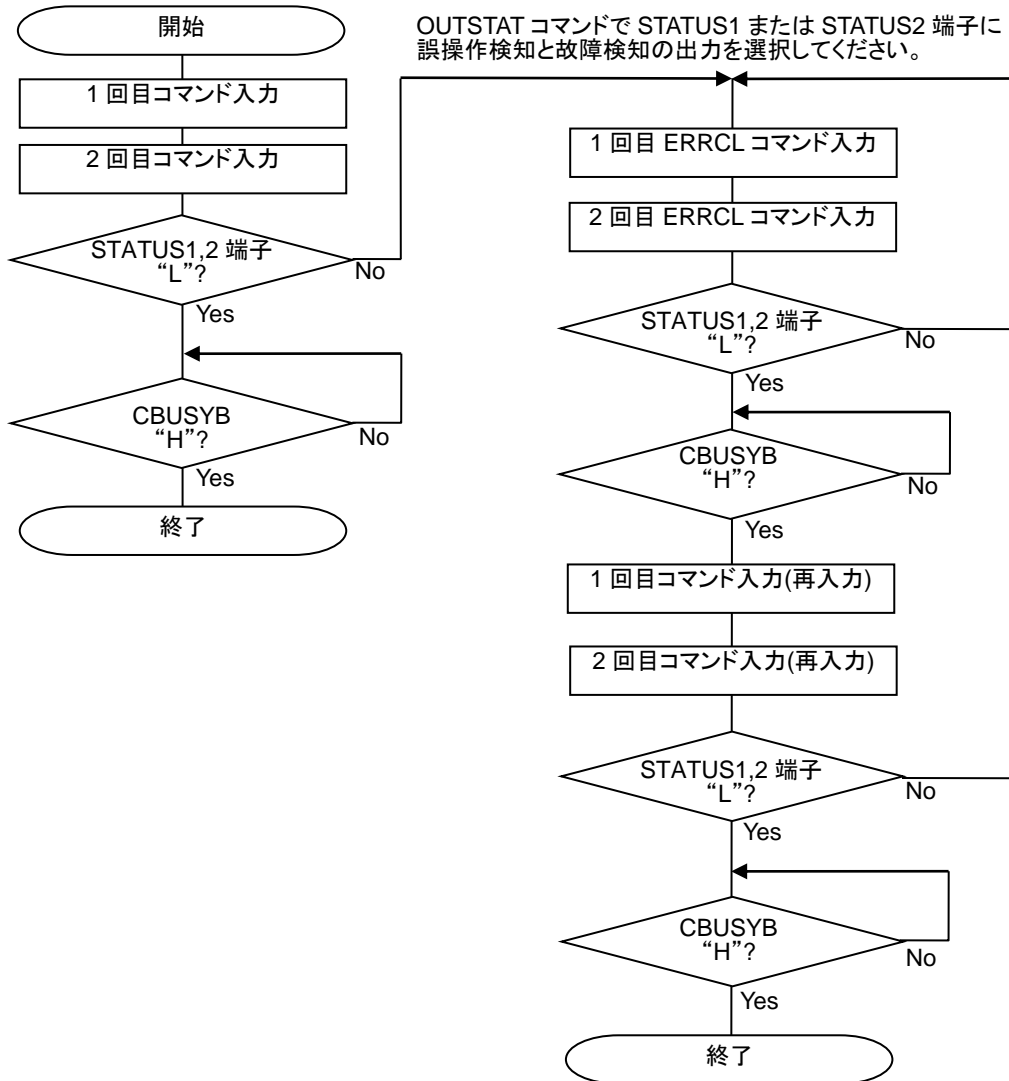 開始
1 回目コマンド入力
2 回目コマンド入力
STATUS1,2 端子
“L”?
No
Yes
CBUSYB
“H”?
No
Yes
終了
OUTSTAT コマンドで STATUS1 または STATUS2 端子に
誤操作検知と故障検知の出力を選択してください。
1 回目 ERRCL コマンド入力
2 回目 ERRCL コマンド入力
STATUS1,2 端子
“L”?
No
Yes
CBUSYB
“H”?
No
Yes
1 回目コマンド入力(再入力)
2 回目コマンド入力(再入力)
STATUS1,2 端子
“L”?
No
Yes
CBUSYB
“H”?
No
Yes
終了